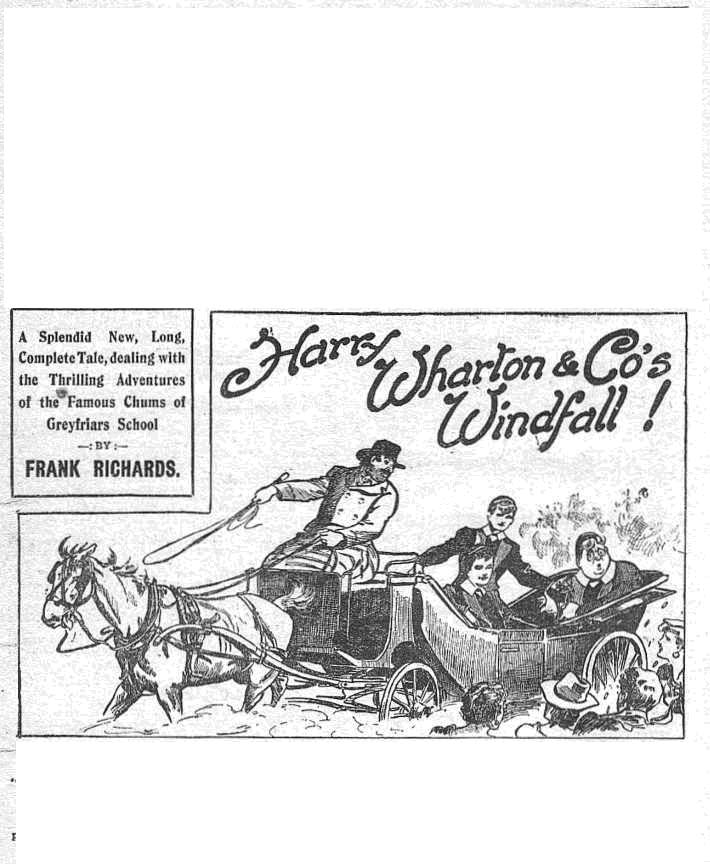 A Splendid New, Long,
Complete Tale, dealing with
the Thrilling Adventures
of the Famous Chums of
Greyfriars School
—: BY :—
FRANK RICHARDS.
Harry
Wharton & Co's
Windfall!